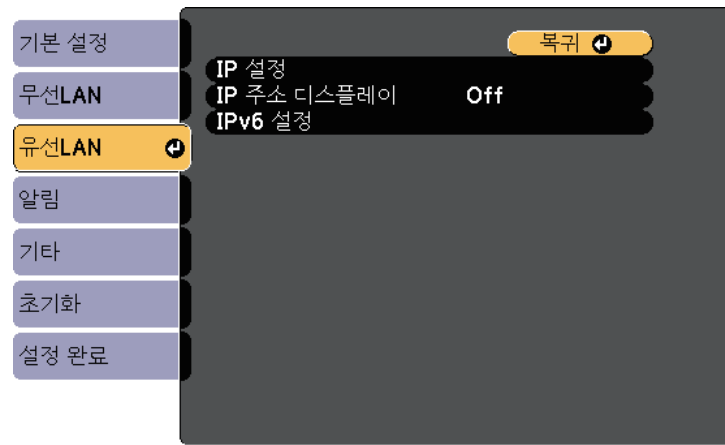 기본 설정
무선LAN
유선LAN
알림
기타
초기화
설정 완료
복귀
IP 설정
IP 주소 디스플레이 Off
IPv6 설정